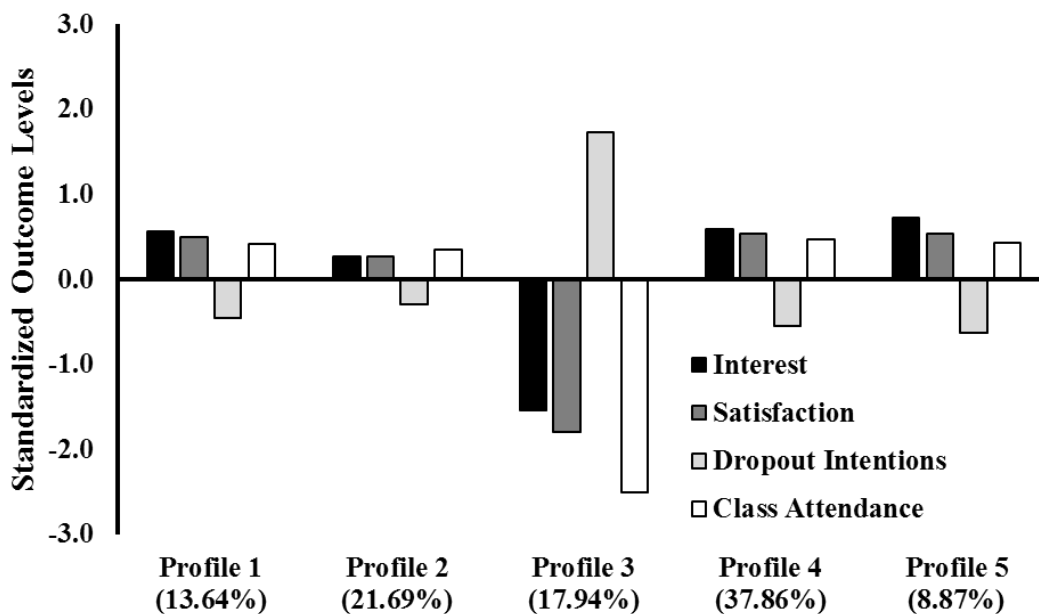 Standardized Outcome Levels
3.0
2.0
1.0
0.0
-1.0
-2.0
-3.0
Interest
Satisfaction
Dropout Intentions
Class Attendance
Profile 1
(13.64%)
Profile 2
(21.69%)
Profile 3
(17.94%)
Profile 4
(37.86%)
Profile 5
(8.87%)